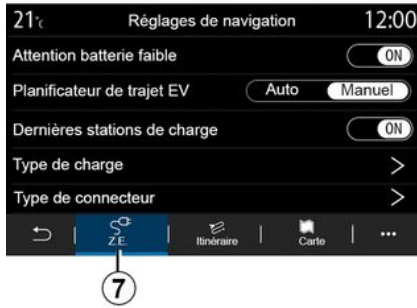 21°c Réglages de navigation 12:00
Attention batterie faible ON
Planificateur de trajet EV Auto Manuel
Dernières stations de charge ON
Type de charge >
Type de connecteur >
Z.E. Itinéraire Carte ...
7